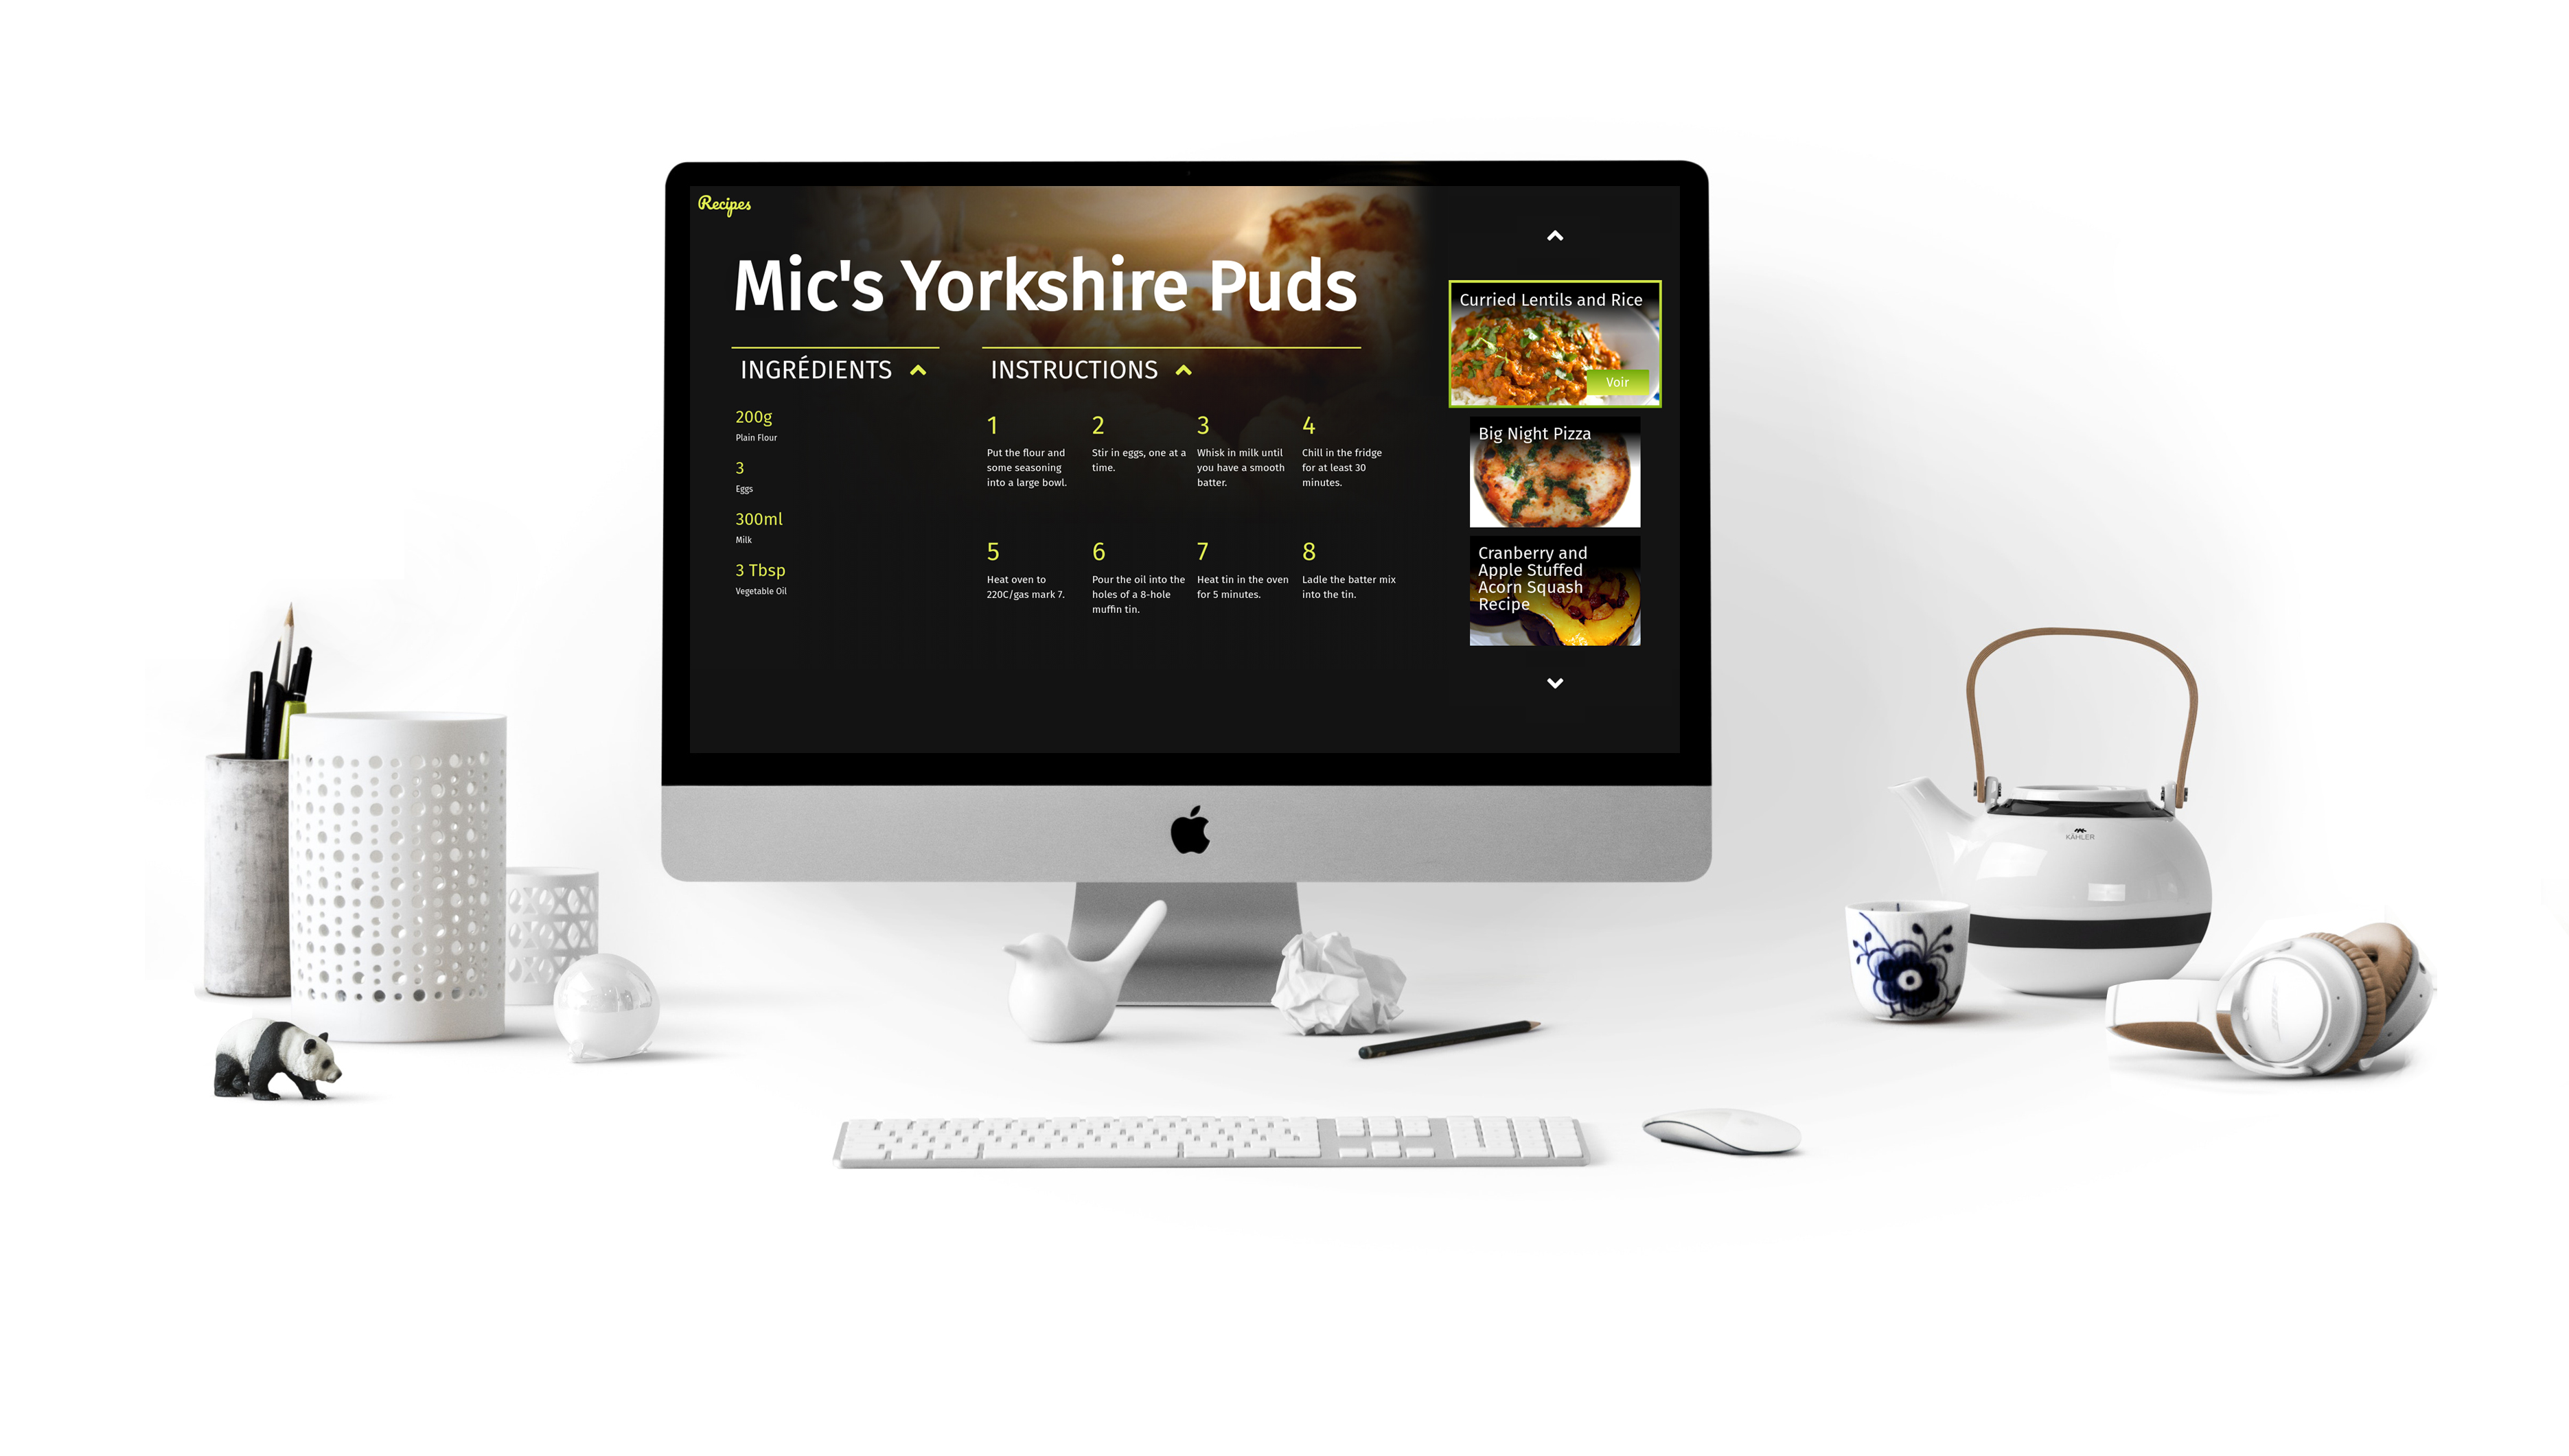 Recipes
Mic's Yorkshire Puds
INGRÉDIENTS
200g
Plain Flour
3
Eggs
300ml
Milk
3 Tbsp
Vegetable Oil
INSTRUCTIONS
1
Put the flour and
some seasoning
into a large bowl.
2
Stir in eggs, one at a
time.
3
Whisk in milk until
you have a smooth
batter.
4
Chill in the fridge
for at least 30
minutes.
5
Heat oven to
220C/gas mark 7.
6
Pour the oil into the
holes of a 8-hole
muffin tin.
7
Heat tin in the oven
for 5 minutes.
8
Ladle the batter mix
into the tin.
Curried Lentils and Rice
Voir
Big Night Pizza
Cranberry and
Apple Stuffed
Acorn Squash
Recipe
KÄHLER